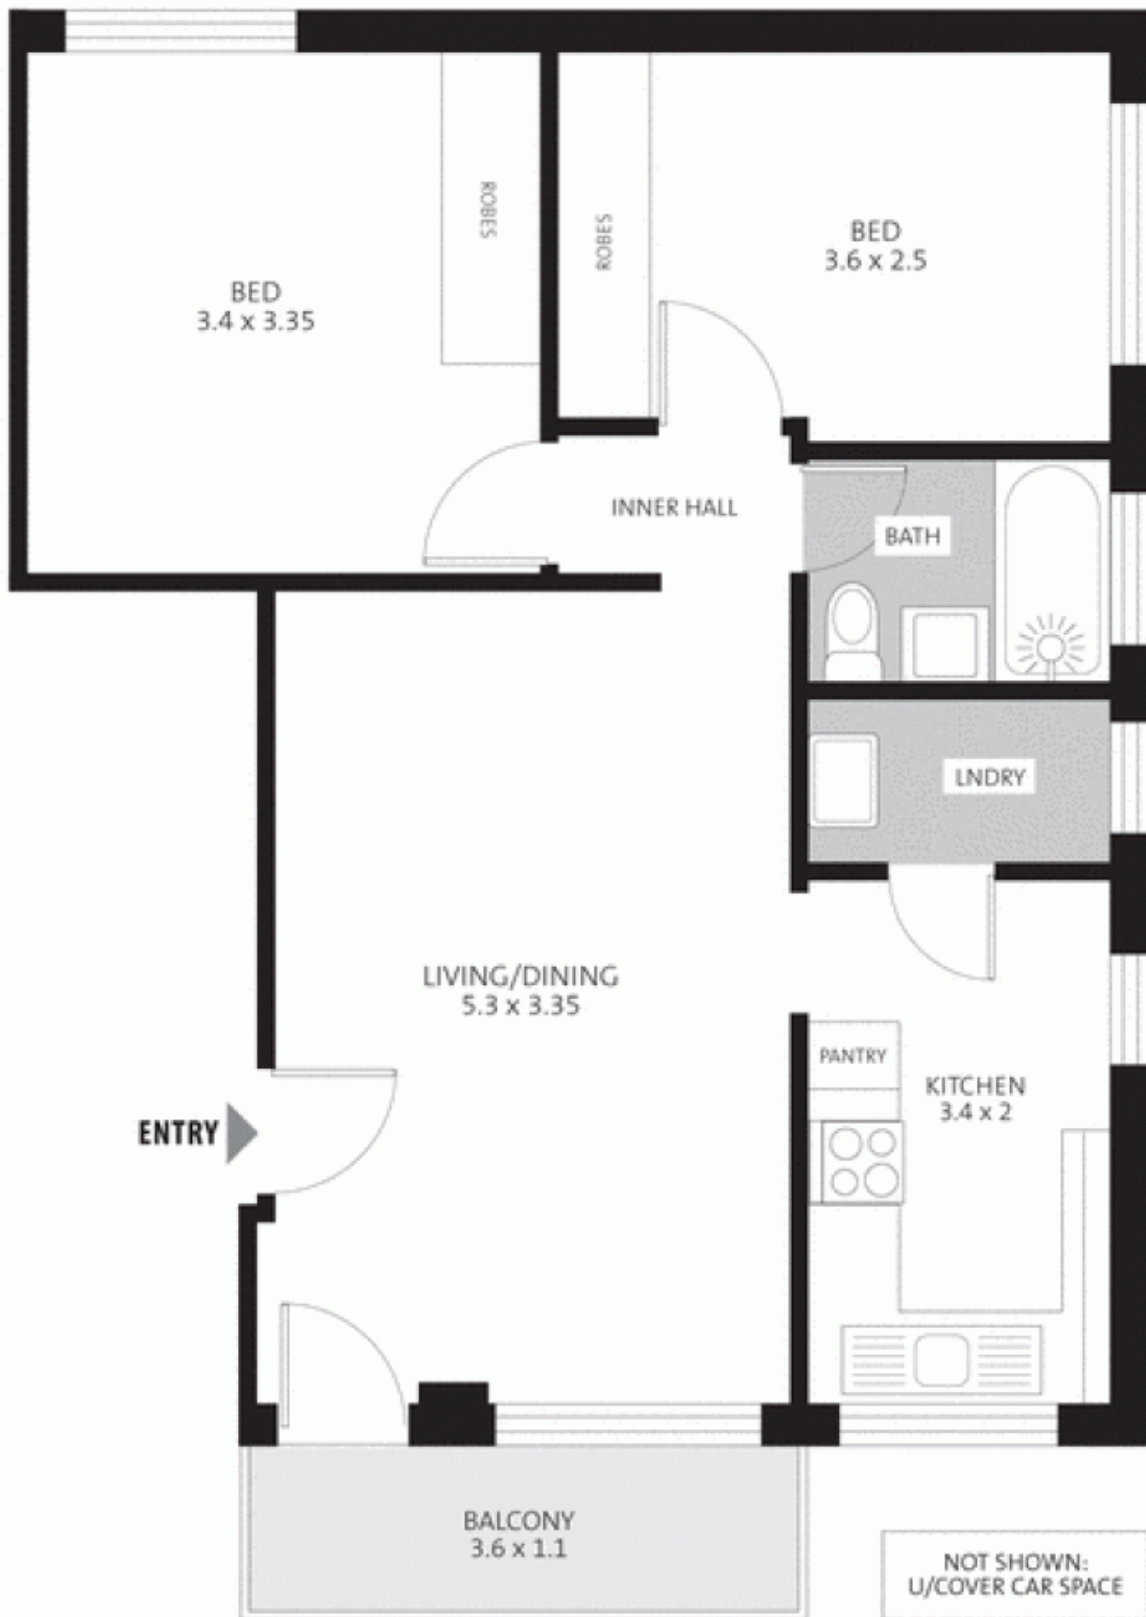 ROBES
ROBES
BED
3.6 x 2.5
BED
3.4 x 3.35
INNER HALL
BATH
LNDRY
LIVING/DINING
5.3 x 3.35
PANTRY
KITCHEN
3.4 x 2
ENTRY
BALCONY
3.6 x 1.1
NOT SHOWN:
U/COVER CAR SPACE